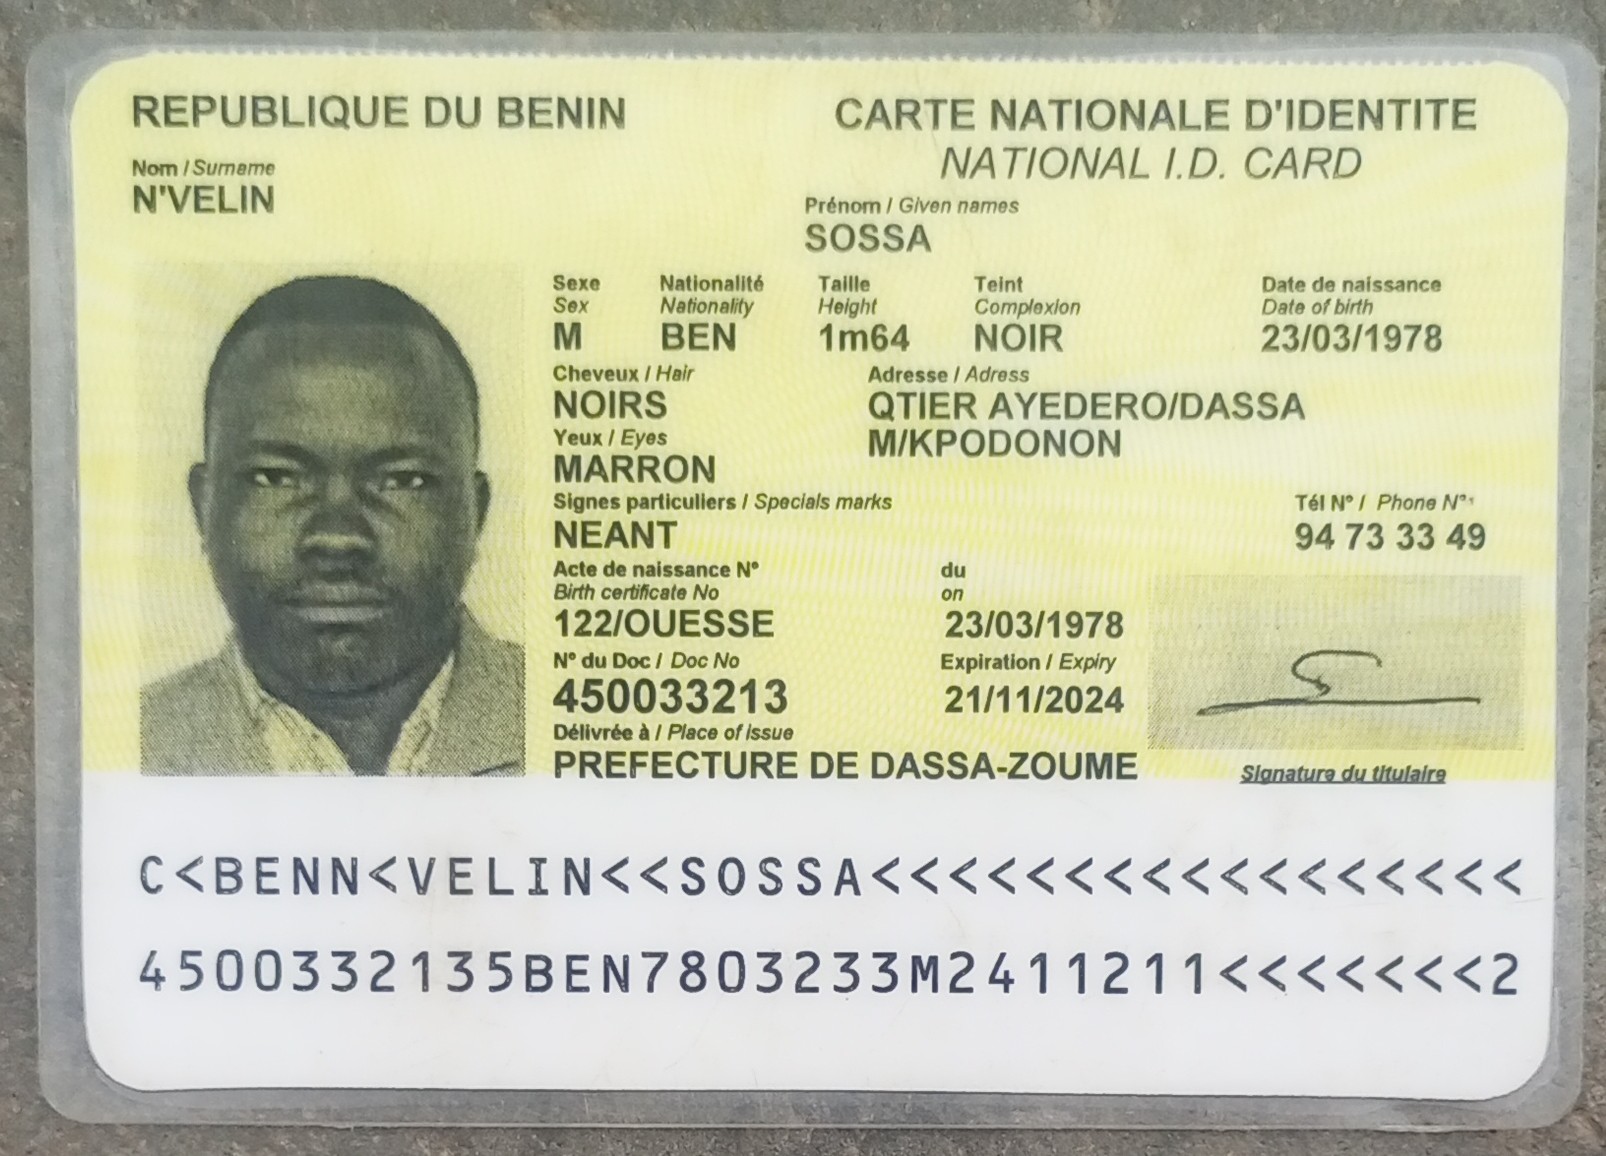 REPUBLIQUE DU BENIN
CARTE NATIONALE D'IDENTITE
NATIONAL I.D. CARD
Nom / Surname
N'VELIN
Prénom / Given names
SOSSA
Sexe Nationalité Taille Teint Date de naissance
Sex Nationality Height Complexion Date of birth
M BEN 1m64 NOIR 23/03/1978
Cheveux / Hair Adresse / Adress
NOIRS QTIER AYEDERO/DASSA
Yeux / Eyes M/KPODONON
MARRON
Signes particuliers / Specials marks Tél N° / Phone N°
NEANT 94 73 33 49
Acte de naissance N° du
Birth certificate No on
122/OUESSE 23/03/1978
N° du Doc / Doc No Expiration / Expiry
450033213 21/11/2024
Délivrée à / Place of issue
PREFECTURE DE DASSA-ZOUME
Signature du titulaire
C<BENN<VELIN<<SOSSA<<<<<<<<<<<<<<<<<
4500332135BEN7803233M2411211<<<<<<<2